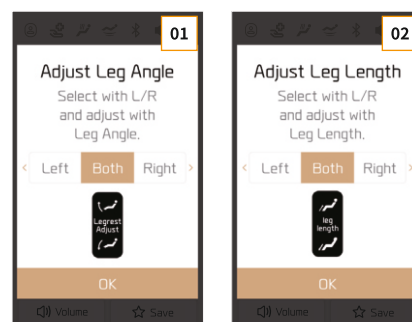 01
Adjust Leg Angle
Select with L/R
and adjust with
Leg Angle.
Left Both Right
Legrest
Adjust
OK
Volume Save
02
Adjust Leg Length
Select with L/R
and adjust with
Leg Length.
Left Both Right
leg
length
OK
Volume Save